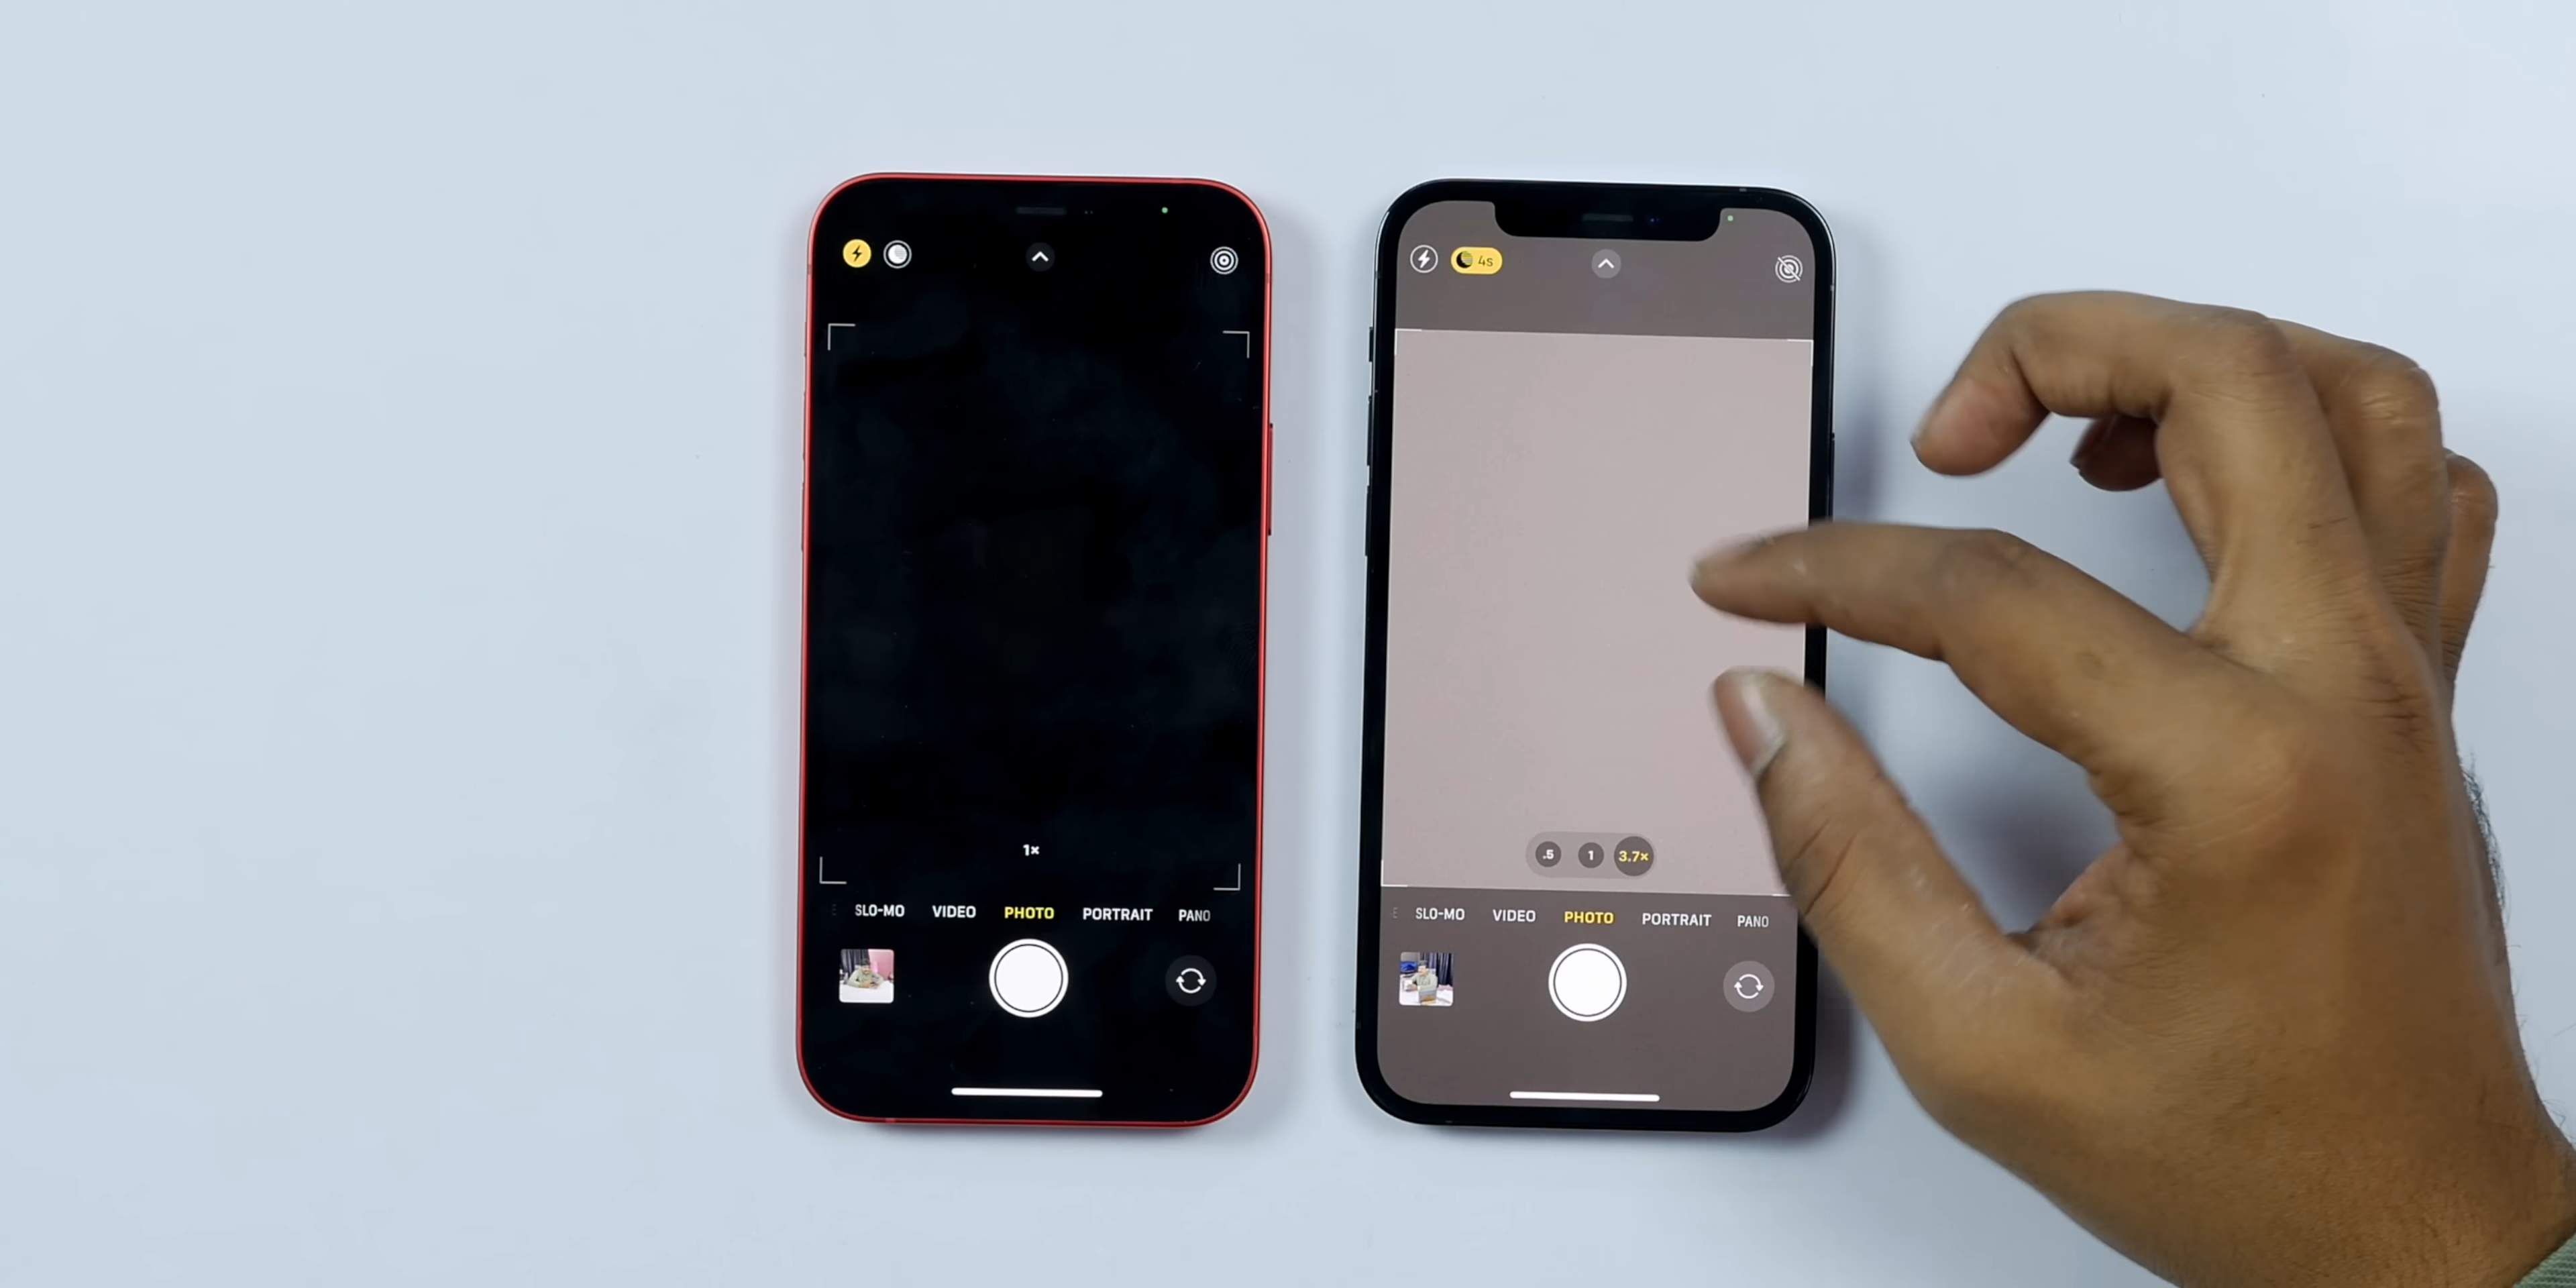 4s
1×
.5 1 3.7×
SLO-MO VIDEO PHOTO PORTRAIT PANO
SLO-MO VIDEO PHOTO PORTRAIT PANO